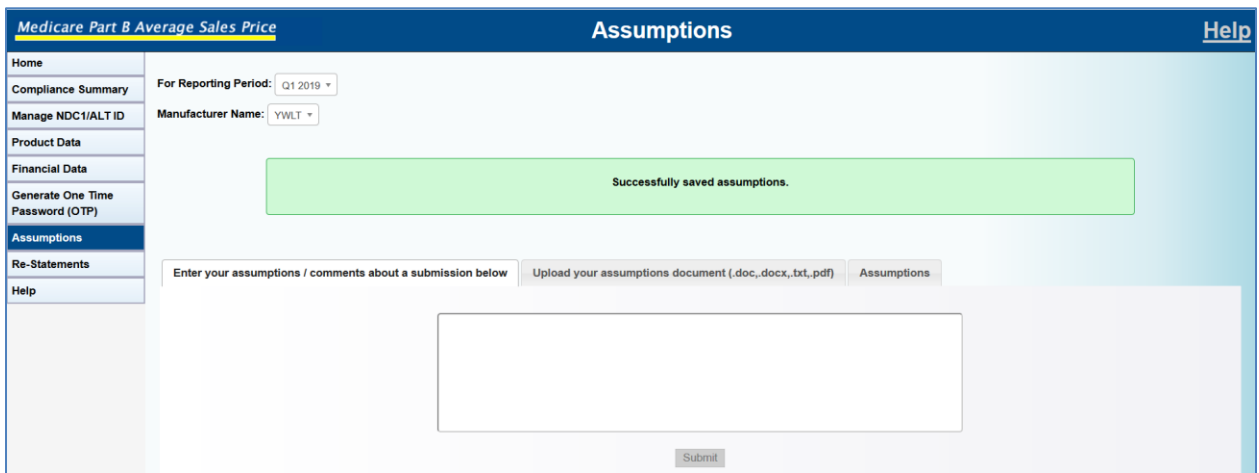 Medicare Part B Average Sales Price
Assumptions
Help
Home
Compliance Summary
Manage NDC1/ALT ID
Product Data
Financial Data
Generate One Time
Password (OTP)
Assumptions
Re-Statements
Help
For Reporting Period: Q1 2019
Manufacturer Name: YWLT
Successfully saved assumptions.
Enter your assumptions / comments about a submission below
Upload your assumptions document (.doc,.docx,.txt,.pdf)
Assumptions
Submit